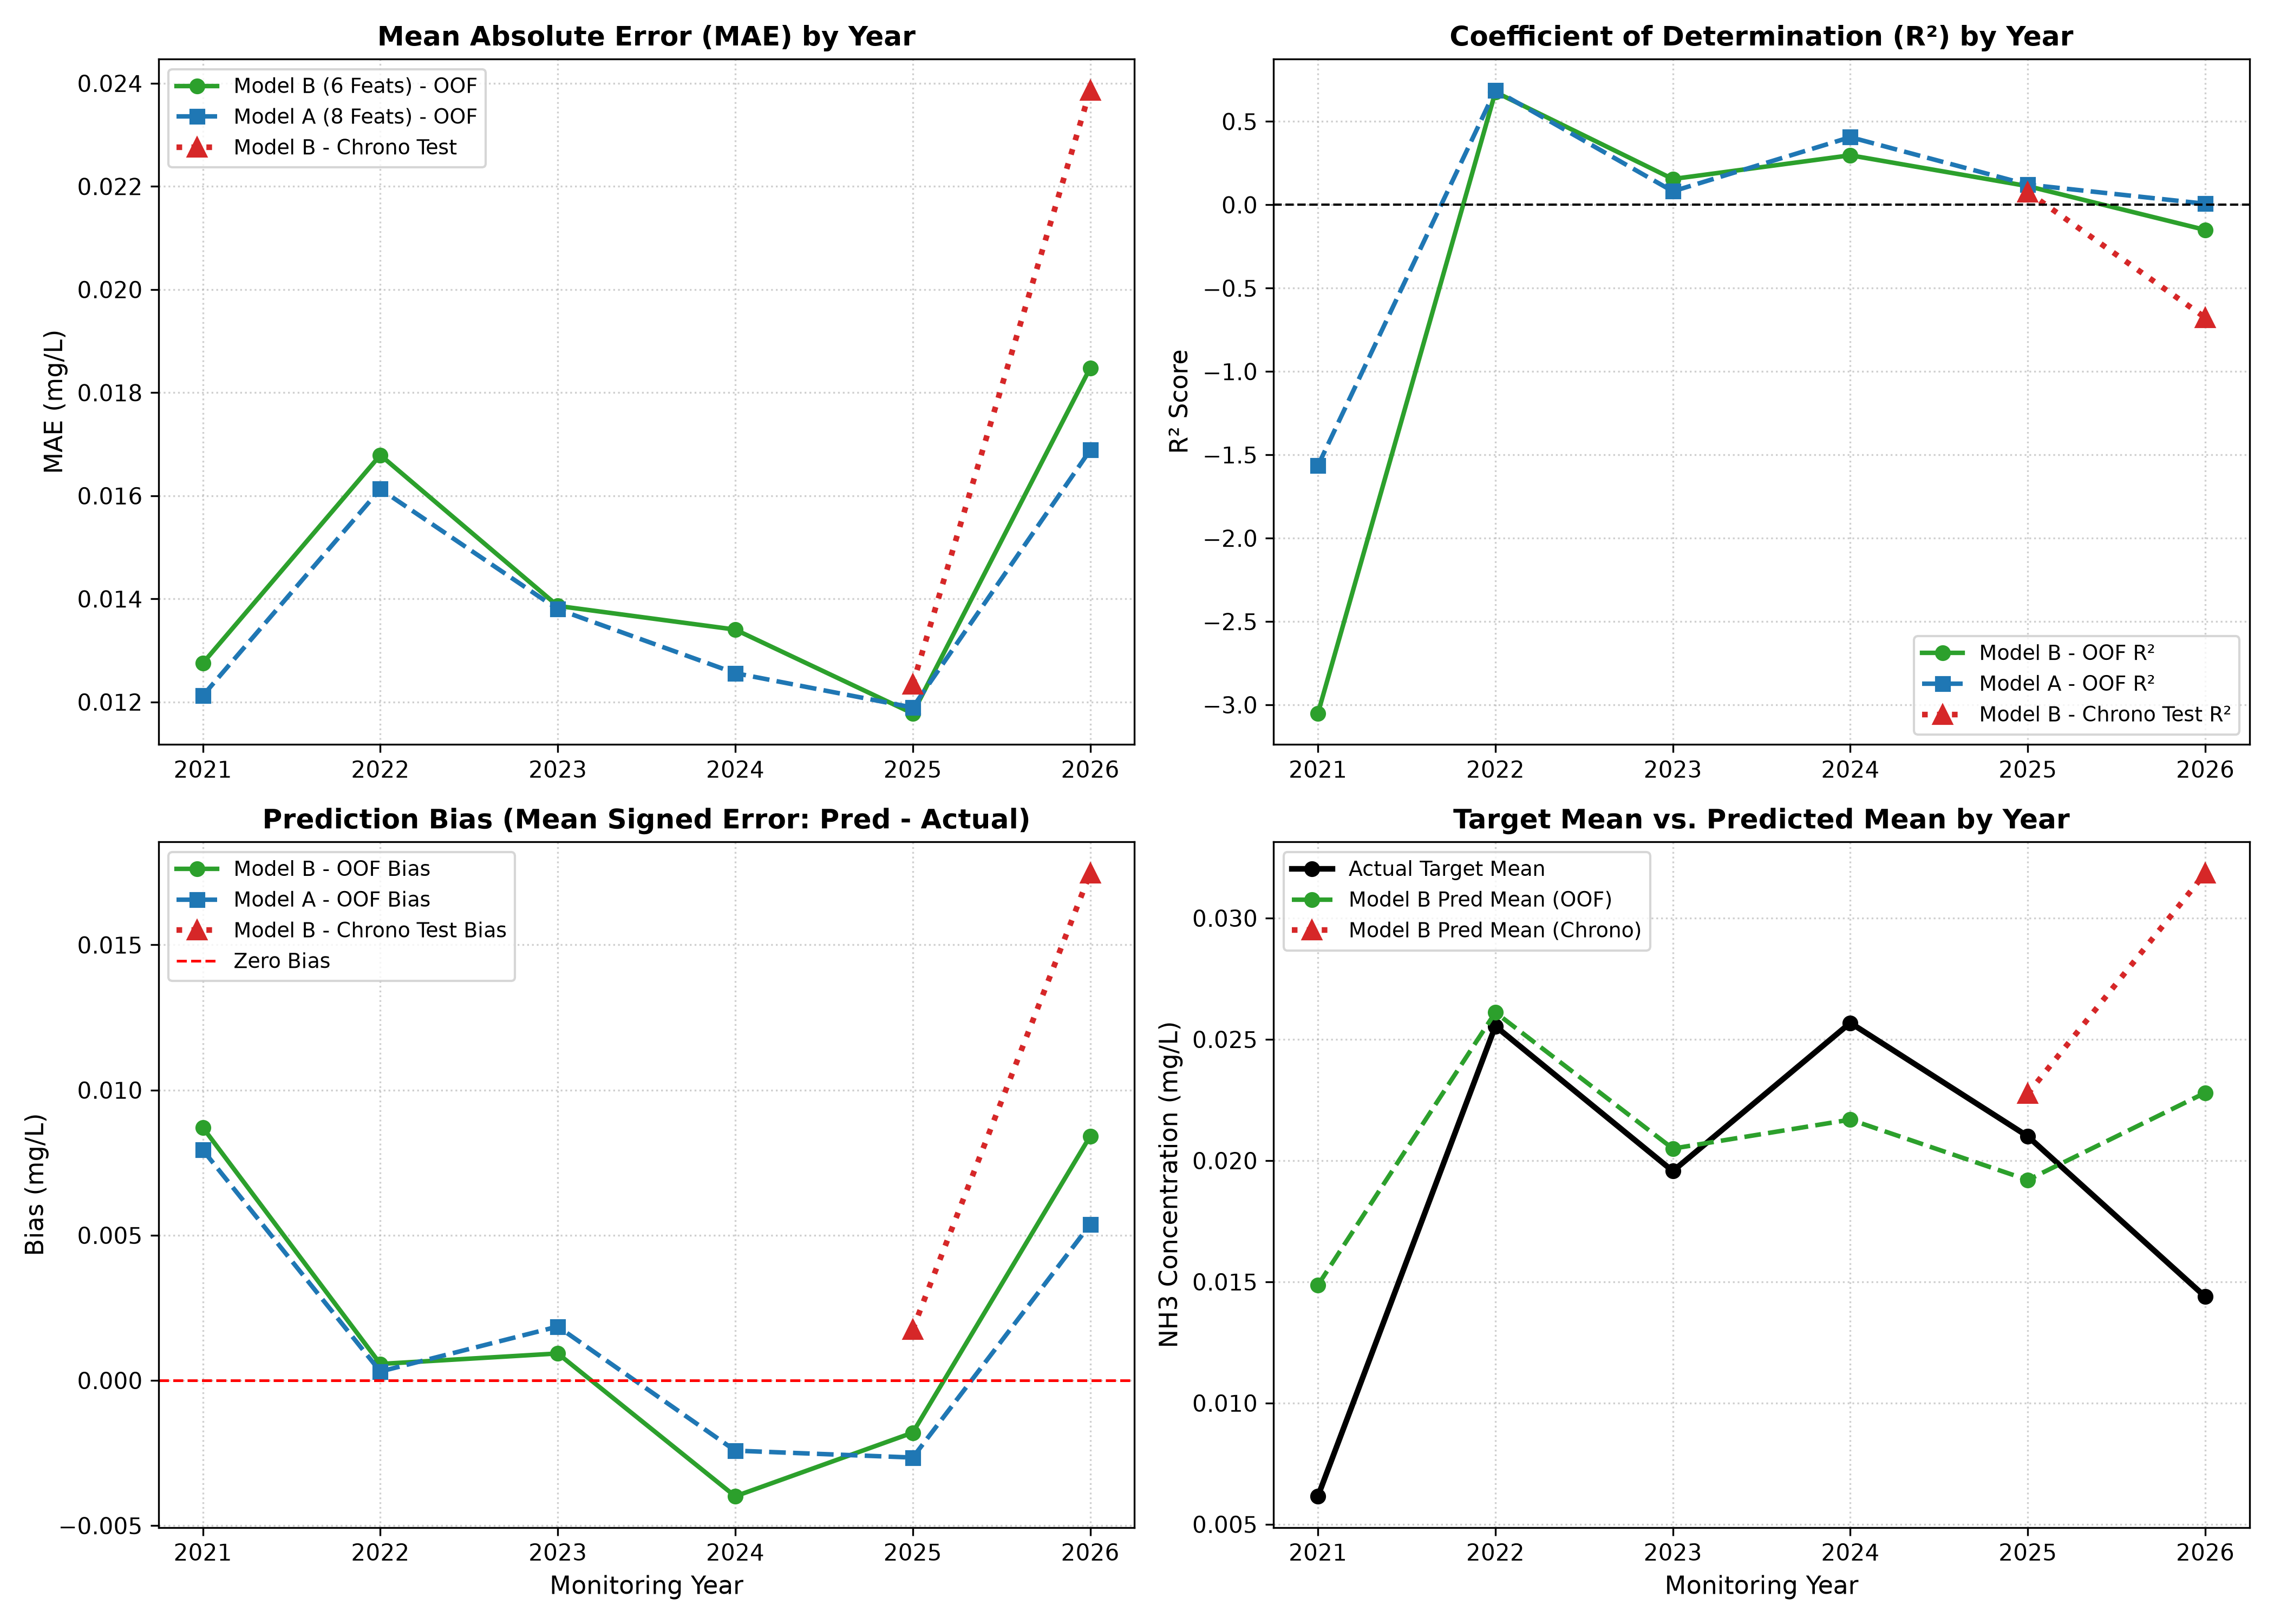 Mean Absolute Error (MAE) by Year
Model B (6 Feats) - OOF
Model A (8 Feats) - OOF
Model B - Chrono Test
MAE (mg/L)
0.024
0.022
0.020
0.018
0.016
0.014
0.012
2021 2022 2023 2024 2025 2026
Coefficient of Determination (R²) by Year
R² Score
0.5
0.0
−0.5
−1.0
−1.5
−2.0
−2.5
−3.0
Model B - OOF R²
Model A - OOF R²
Model B - Chrono Test R²
2021 2022 2023 2024 2025 2026
Prediction Bias (Mean Signed Error: Pred - Actual)
Model B - OOF Bias
Model A - OOF Bias
Model B - Chrono Test Bias
Zero Bias
Bias (mg/L)
0.015
0.010
0.005
0.000
−0.005
2021 2022 2023 2024 2025 2026
Monitoring Year
Target Mean vs. Predicted Mean by Year
Actual Target Mean
Model B Pred Mean (OOF)
Model B Pred Mean (Chrono)
NH3 Concentration (mg/L)
0.030
0.025
0.020
0.015
0.010
0.005
2021 2022 2023 2024 2025 2026
Monitoring Year